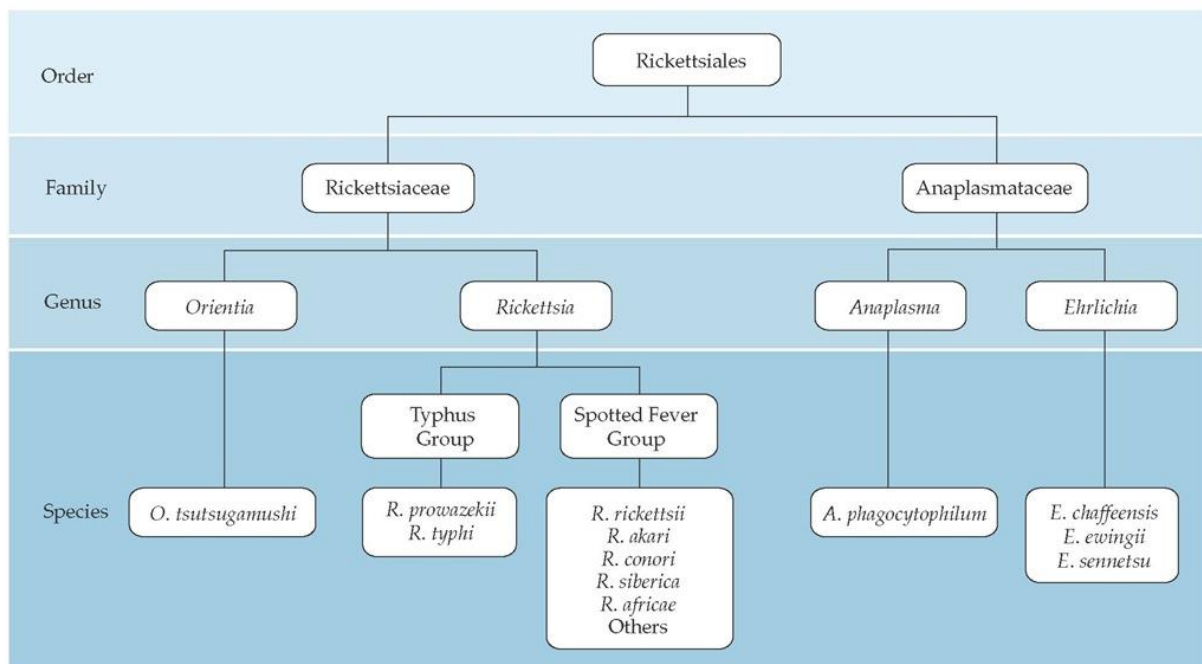 Order
Rickettsiales
Family
Rickettsiaceae
Anaplasmataceae
Genus
Orientia
Rickettsia
Anaplasma
Ehrlichia
Typhus
Group
Spotted Fever
Group
Species
O. tsutsugamushi
R. prowazekii
R. typhi
R. rickettsii
R. akari
R. conori
R. siberica
R. africae
Others
A. phagocytophilum
E. chaffeensis
E. ewingii
E. sennetsu